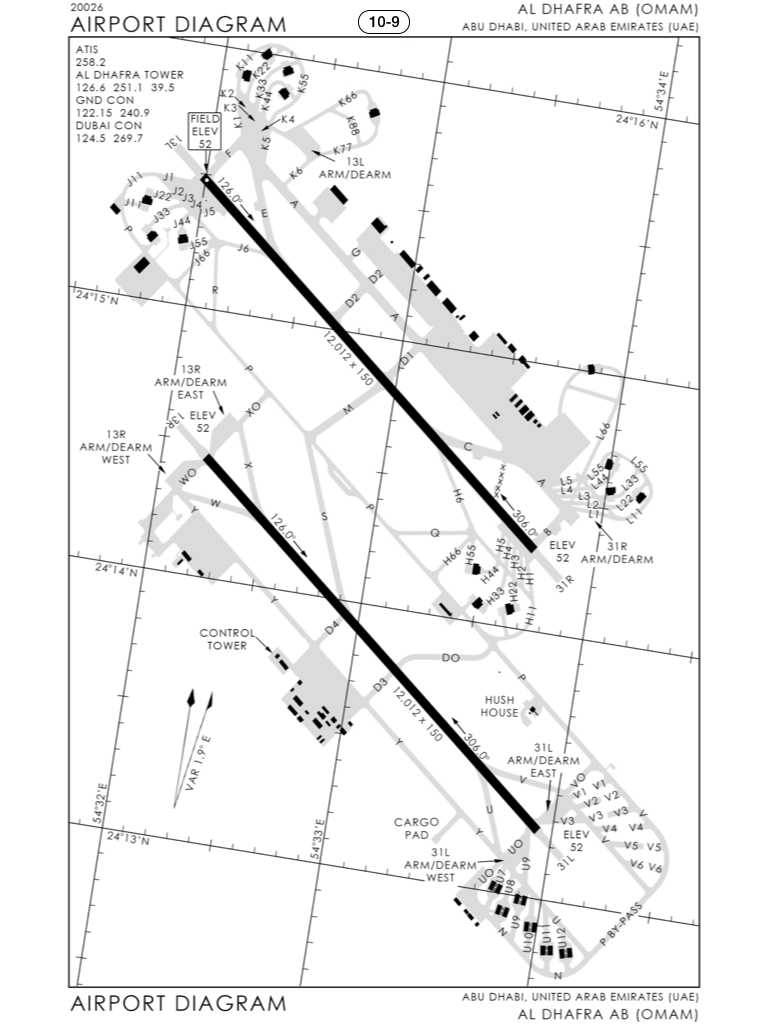 20026
AIRPORT DIAGRAM
10-9
AL DHAFRA AB (OMAM)
ABU DHABI, UNITED ARAB EMIRATES (UAE)
ATIS
258.2
AL DHAFRA TOWER
126.6 251.1 39.5
GND CON
122.15 240.9
DUBAI CON
124.5 269.7
FIELD
ELEV
52
K11
K22
K33
K44
K55
K66
K88
K77
K2
K3
K1
K4
K5
K6
13L
ARM/DEARM
54°34'E
24°16'N
13L
F
126.0°
J11
J1
J11
J22
J2
J3
J4
J5
J33
J44
J55
J66
J6
P
E
A
G
D2
D2
A
R
24°15'N
12,012 x 150
D1
P
M
13R
ARM/DEARM
EAST
XO
13R
ELEV
52
13R
ARM/DEARM
WEST
WO
W
Y
X
S
P
126.0°
C
H6
Q
A
306.0°
B
ELEV
52
31R
31R
ARM/DEARM
L66
L55
L55
L44
L33
L22
L11
L5
L4
L3
L2
L1
H66
H55
H44
H33
H5
H4
H3
H2
H1
H22
H11
24°14'N
Y
D4
CONTROL
TOWER
DO
D3
P
12,012 x 150
306.0°
HUSH
HOUSE
Y
VAR 1.9° E
54°32'E
24°13'N
54°33'E
31L
ARM/DEARM
EAST
V
VO
V1
V1
V2
V2
V3
V3
V3
V
V4
V4
V
V5
V5
V6
V6
ELEV
52
31L
U
Y
CARGO
PAD
31L
ARM/DEARM
WEST
UO
UO
U7
U8
U9
U9
U10
U11
U12
U
N
N
P BY-PASS
AIRPORT DIAGRAM
ABU DHABI, UNITED ARAB EMIRATES (UAE)
AL DHAFRA AB (OMAM)